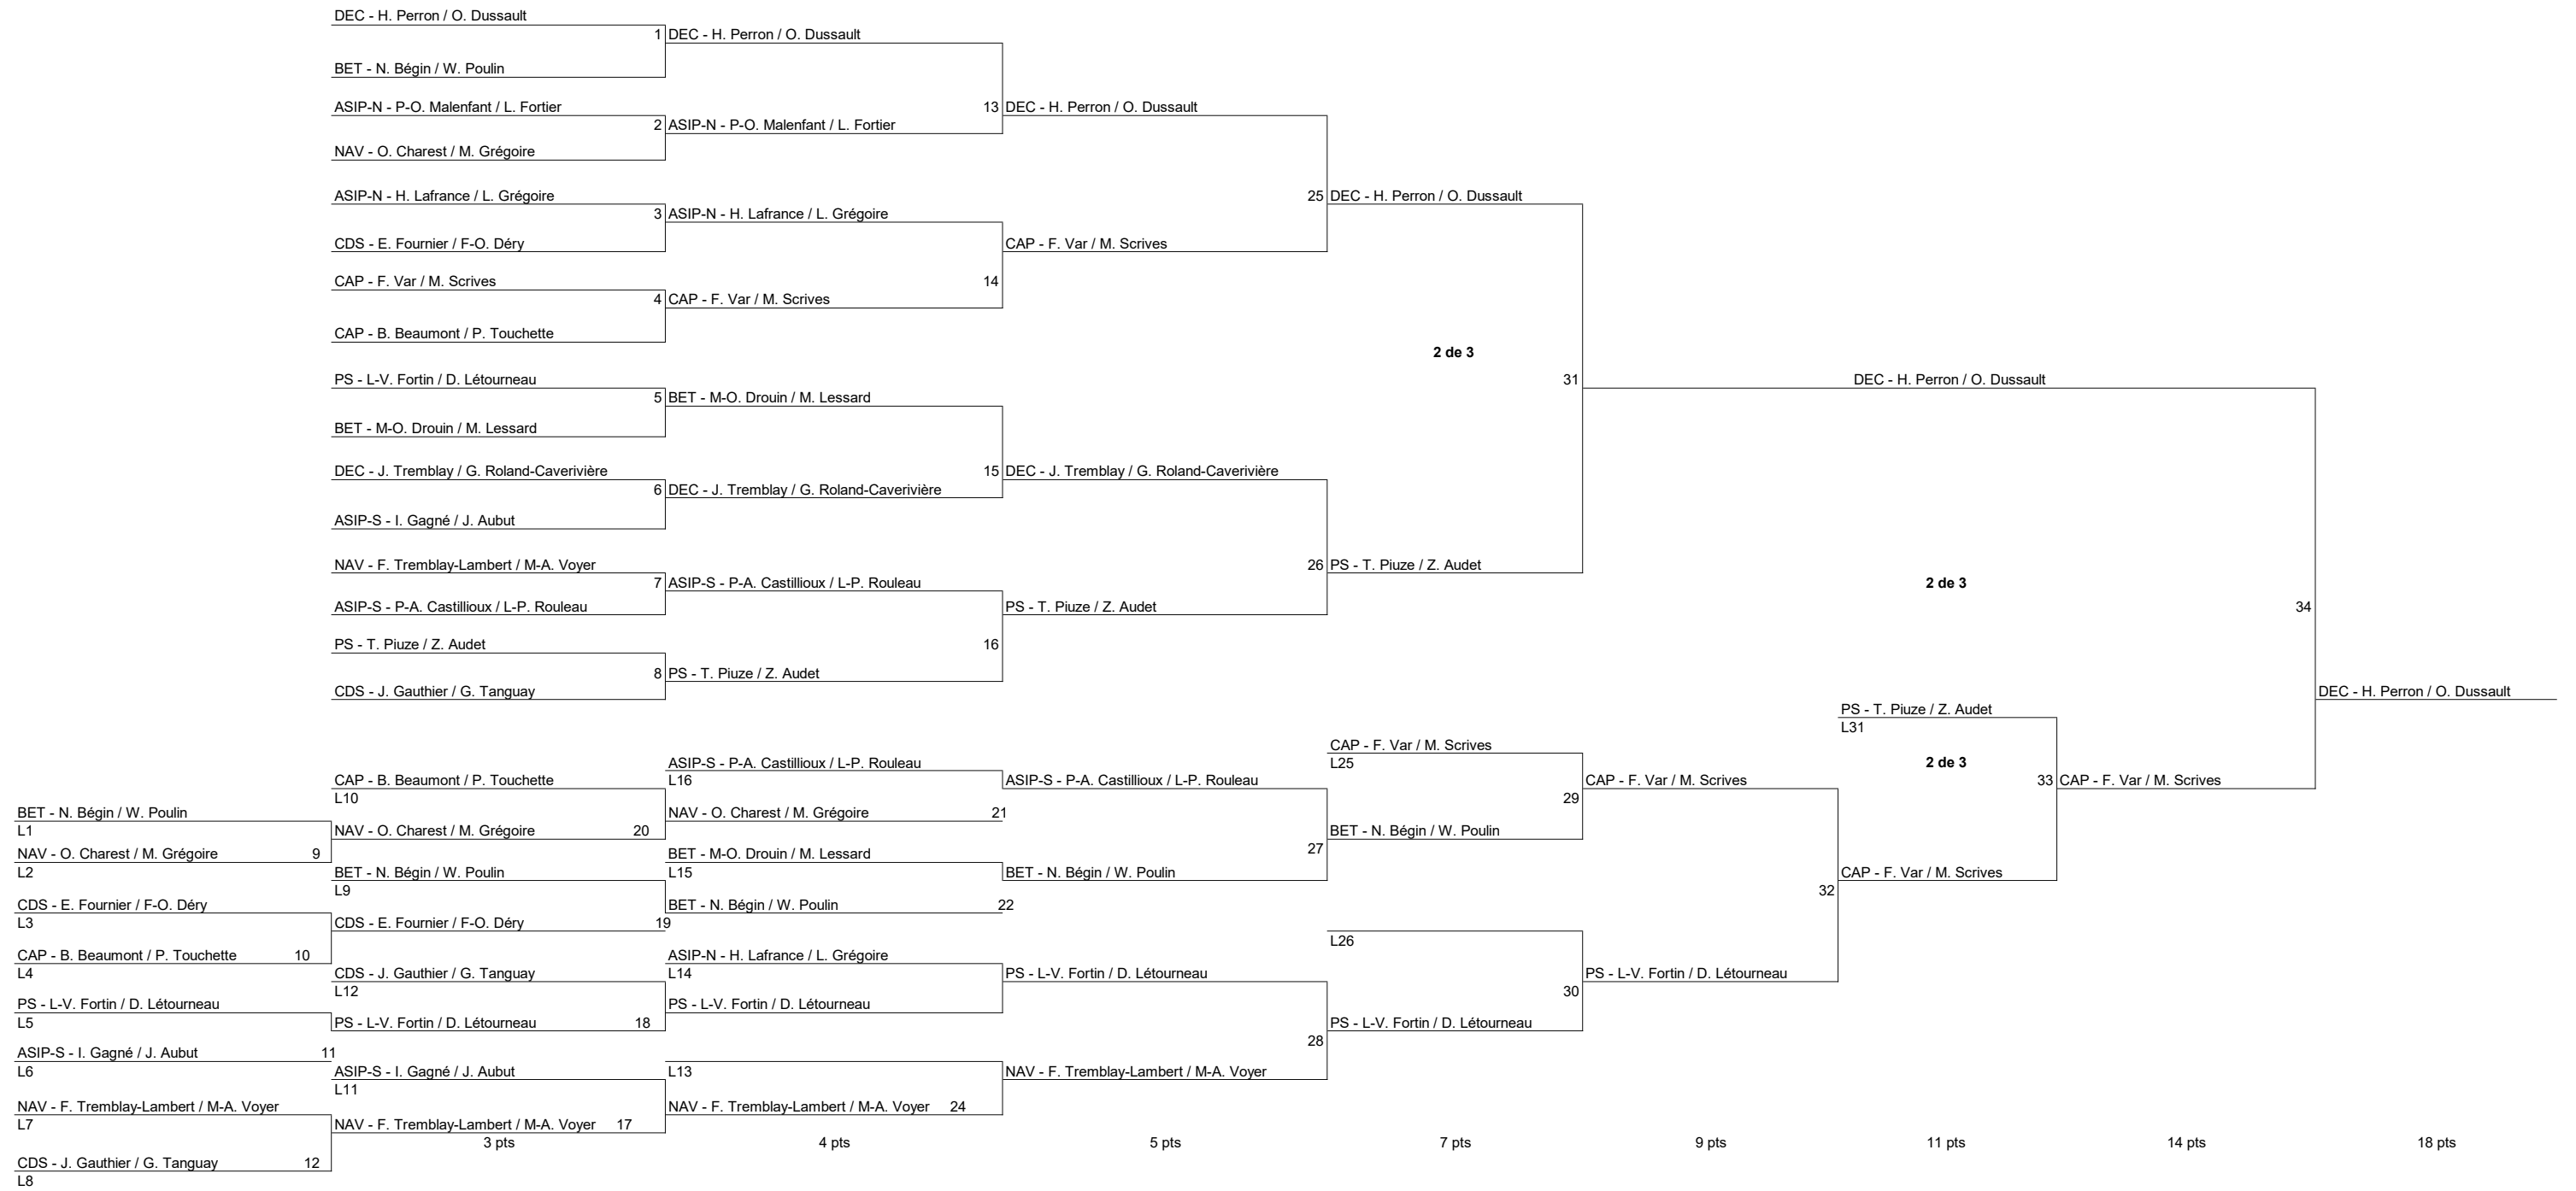 DEC - H. Perron / O. Dussault
1 DEC - H. Perron / O. Dussault
BET - N. Bégin / W. Poulin
ASIP-N - P-O. Malenfant / L. Fortier
13 DEC - H. Perron / O. Dussault
2 ASIP-N - P-O. Malenfant / L. Fortier
NAV - O. Charest / M. Grégoire
ASIP-N - H. Lafrance / L. Grégoire
25 DEC - H. Perron / O. Dussault
3 ASIP-N - H. Lafrance / L. Grégoire
CDS - E. Fournier / F-O. Déry
CAP - F. Var / M. Scrives
CAP - F. Var / M. Scrives
14
4 CAP - F. Var / M. Scrives
CAP - B. Beaumont / P. Touchette
2 de 3
PS - L-V. Fortin / D. Létourneau
31
DEC - H. Perron / O. Dussault
5 BET - M-O. Drouin / M. Lessard
BET - M-O. Drouin / M. Lessard
DEC - J. Tremblay / G. Roland-Caverivière
15 DEC - J. Tremblay / G. Roland-Caverivière
6 DEC - J. Tremblay / G. Roland-Caverivière
ASIP-S - I. Gagné / J. Aubut
NAV - F. Tremblay-Lambert / M-A. Voyer
26 PS - T. Piuze / Z. Audet
7 ASIP-S - P-A. Castillioux / L-P. Rouleau
2 de 3
ASIP-S - P-A. Castillioux / L-P. Rouleau
PS - T. Piuze / Z. Audet
34
PS - T. Piuze / Z. Audet
16
8 PS - T. Piuze / Z. Audet
CDS - J. Gauthier / G. Tanguay
DEC - H. Perron / O. Dussault
PS - T. Piuze / Z. Audet
L31
CAP - F. Var / M. Scrives
ASIP-S - P-A. Castillioux / L-P. Rouleau
L25
2 de 3
CAP - B. Beaumont / P. Touchette
L16
ASIP-S - P-A. Castillioux / L-P. Rouleau
CAP - F. Var / M. Scrives
33 CAP - F. Var / M. Scrives
L10
29
BET - N. Bégin / W. Poulin
NAV - O. Charest / M. Grégoire 21
L1
NAV - O. Charest / M. Grégoire 20
BET - N. Bégin / W. Poulin
27
NAV - O. Charest / M. Grégoire 9
BET - M-O. Drouin / M. Lessard
L2
BET - N. Bégin / W. Poulin
L15
BET - N. Bégin / W. Poulin
CAP - F. Var / M. Scrives
L9
32
CDS - E. Fournier / F-O. Déry
BET - N. Bégin / W. Poulin 22
L3
CDS - E. Fournier / F-O. Déry 19
L26
CAP - B. Beaumont / P. Touchette 10
ASIP-N - H. Lafrance / L. Grégoire
L4
CDS - J. Gauthier / G. Tanguay
L14
PS - L-V. Fortin / D. Létourneau
PS - L-V. Fortin / D. Létourneau
L12
30
PS - L-V. Fortin / D. Létourneau
PS - L-V. Fortin / D. Létourneau
L5
PS - L-V. Fortin / D. Létourneau 18
PS - L-V. Fortin / D. Létourneau
28
ASIP-S - I. Gagné / J. Aubut 11
L6
ASIP-S - I. Gagné / J. Aubut
L13
NAV - F. Tremblay-Lambert / M-A. Voyer
L11
NAV - F. Tremblay-Lambert / M-A. Voyer
NAV - F. Tremblay-Lambert / M-A. Voyer 24
L7
NAV - F. Tremblay-Lambert / M-A. Voyer 17
3 pts 4 pts 5 pts 7 pts 9 pts 11 pts 14 pts 18 pts
CDS - J. Gauthier / G. Tanguay 12
L8